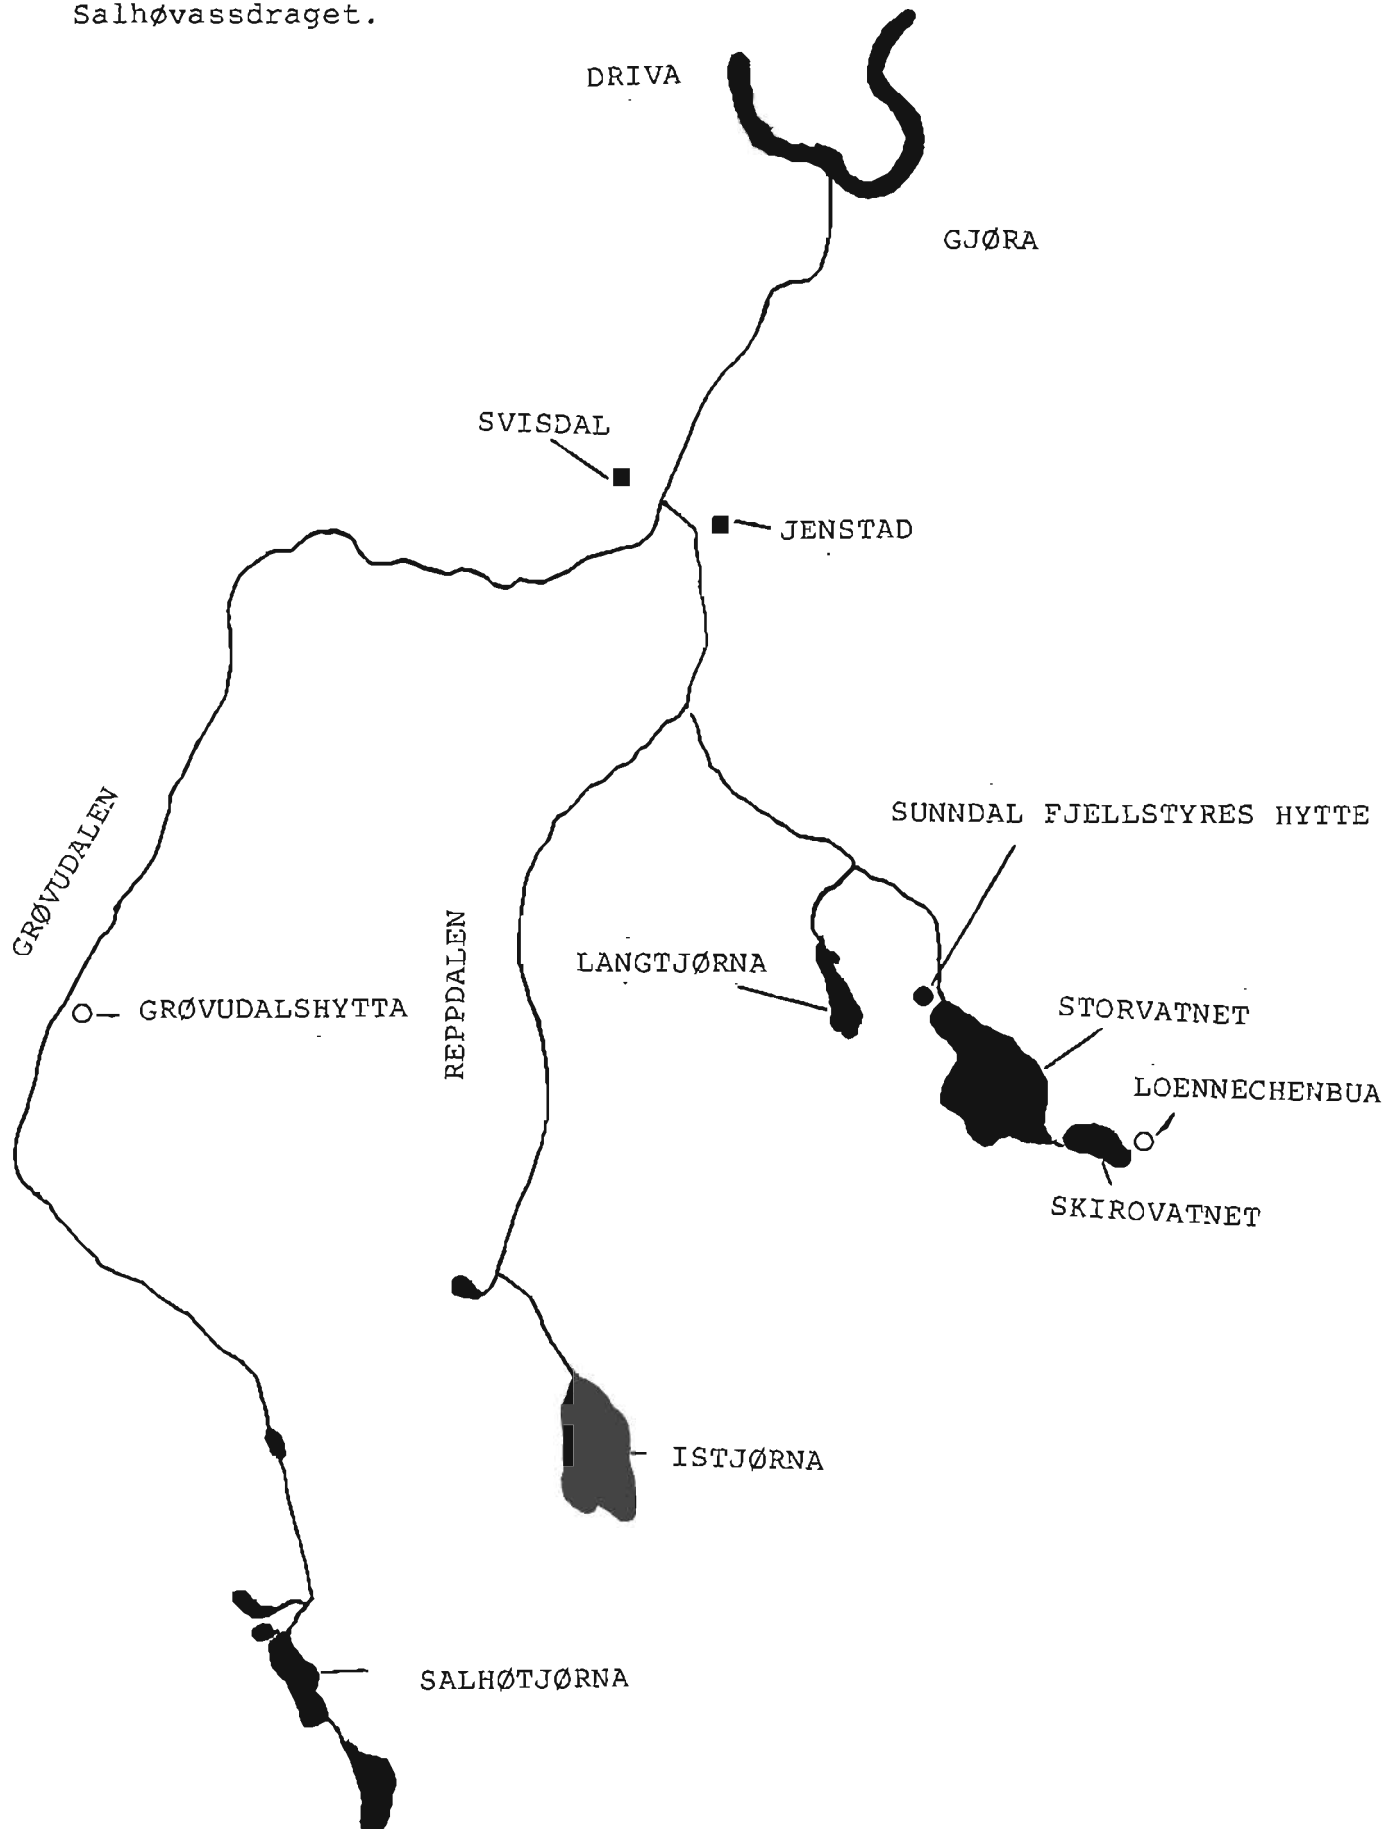 Salhøvassdraget.
DRIVA
GJØRA
SVISDAL
JENSTAD
GRØVUDALEN
SUNNDAL FJELLSTYRES HYTTE
REPPDALEN
LANGTJØRNA
GRØVUDALSHYTTA
STORVATNET
LOENNECHENBUA
SKIROVATNET
ISTJØRNA
SALHØTJØRNA